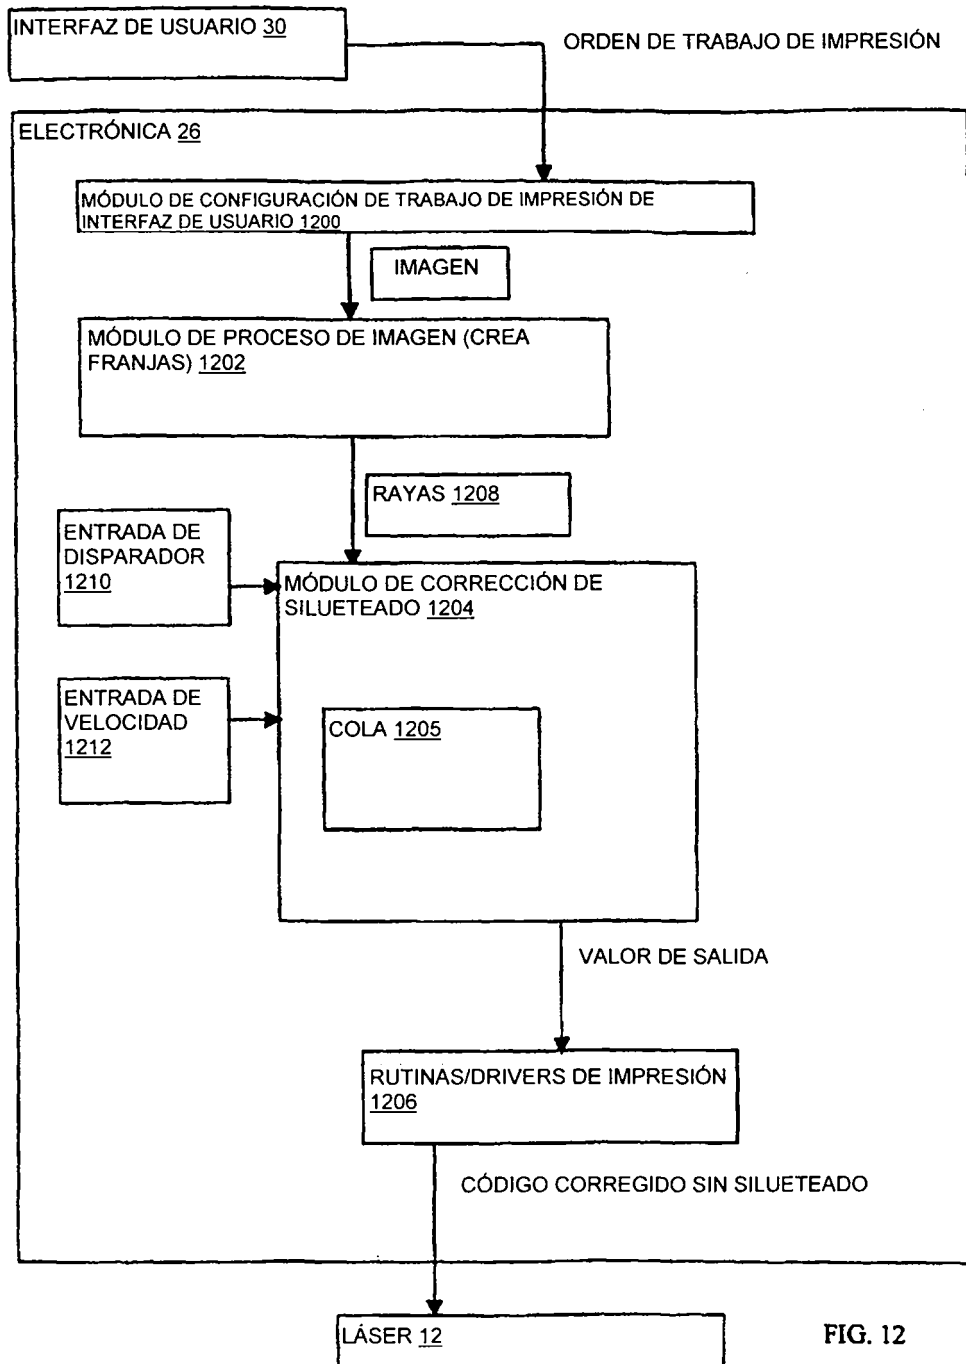 INTERFAZ DE USUARIO 30
ORDEN DE TRABAJO DE IMPRESIÓN
ELECTRÓNICA 26
MÓDULO DE CONFIGURACIÓN DE TRABAJO DE IMPRESIÓN DE
INTERFAZ DE USUARIO 1200
IMAGEN
MÓDULO DE PROCESO DE IMAGEN (CREA
FRANJAS) 1202
RAYAS 1208
ENTRADA DE
DISPARADOR
1210
MÓDULO DE CORRECCIÓN DE
SILUETEADO 1204
ENTRADA DE
VELOCIDAD
1212
COLA 1205
VALOR DE SALIDA
RUTINAS/DRIVERS DE IMPRESIÓN
1206
CÓDIGO CORREGIDO SIN SILUETEADO
LÁSER 12
FIG. 12